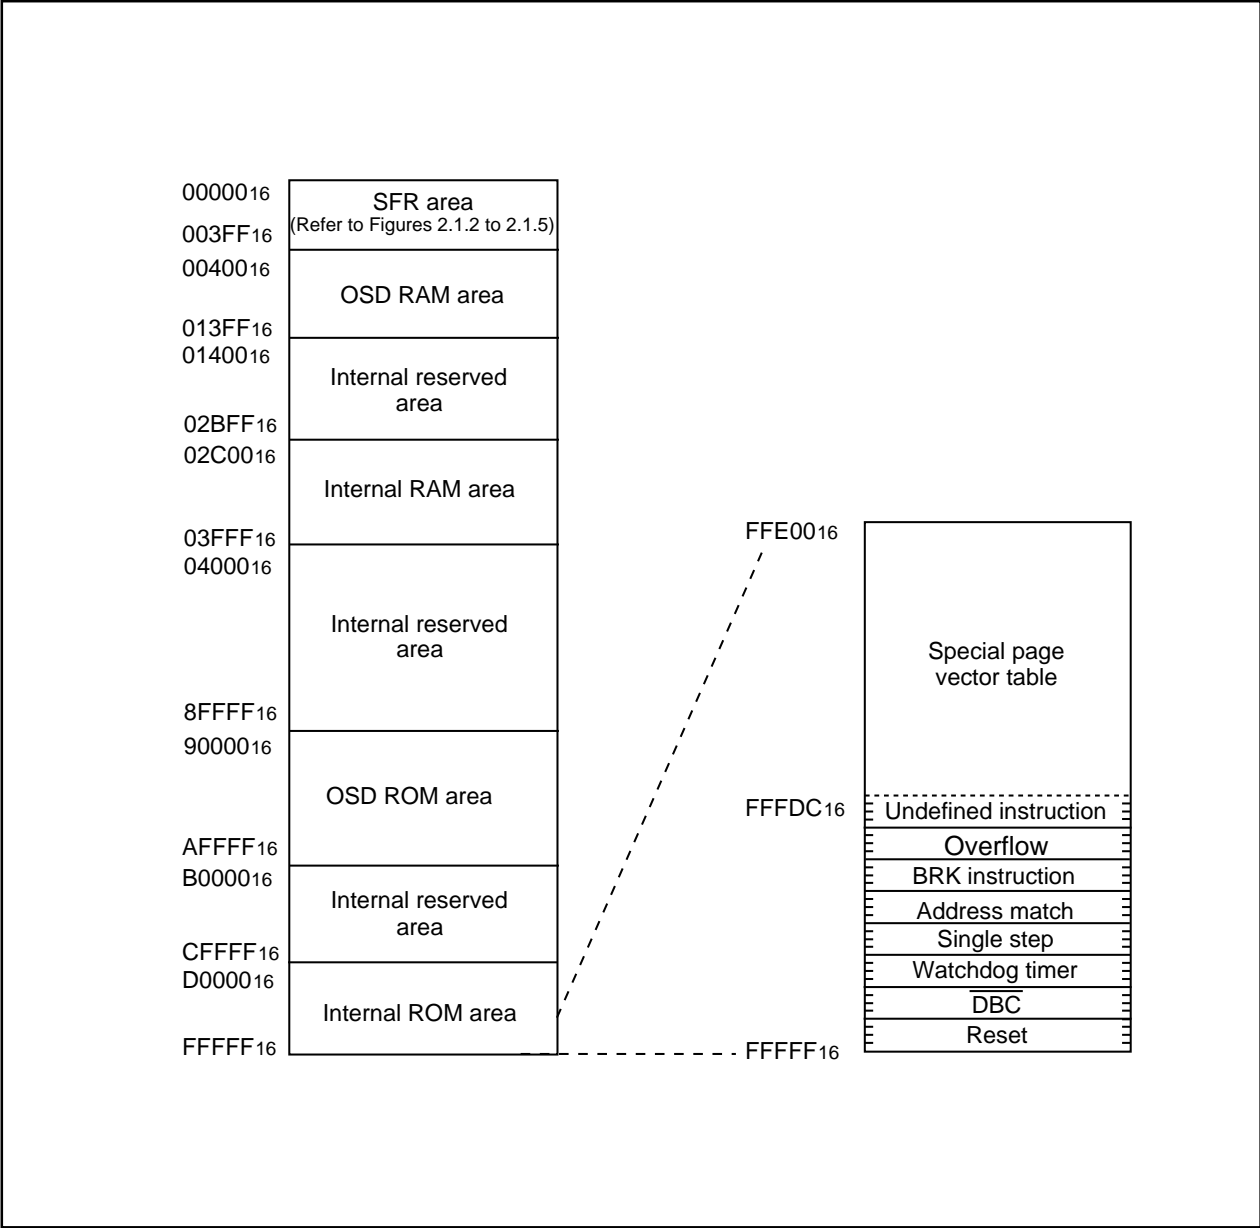 0000016
SFR area
(Refer to Figures 2.1.2 to 2.1.5)
003FF16
0040016
OSD RAM area
013FF16
0140016
Internal reserved
area
02BFF16
02C0016
Internal RAM area
03FFF16
0400016
Internal reserved
area
8FFFF16
9000016
OSD ROM area
AFFFF16
B000016
Internal reserved
area
CFFFF16
D000016
Internal ROM area
FFFFF16
FFE0016
Special page
vector table
FFFDC16
Undefined instruction
Overflow
BRK instruction
Address match
Single step
Watchdog timer
DBC
Reset
FFFFF16